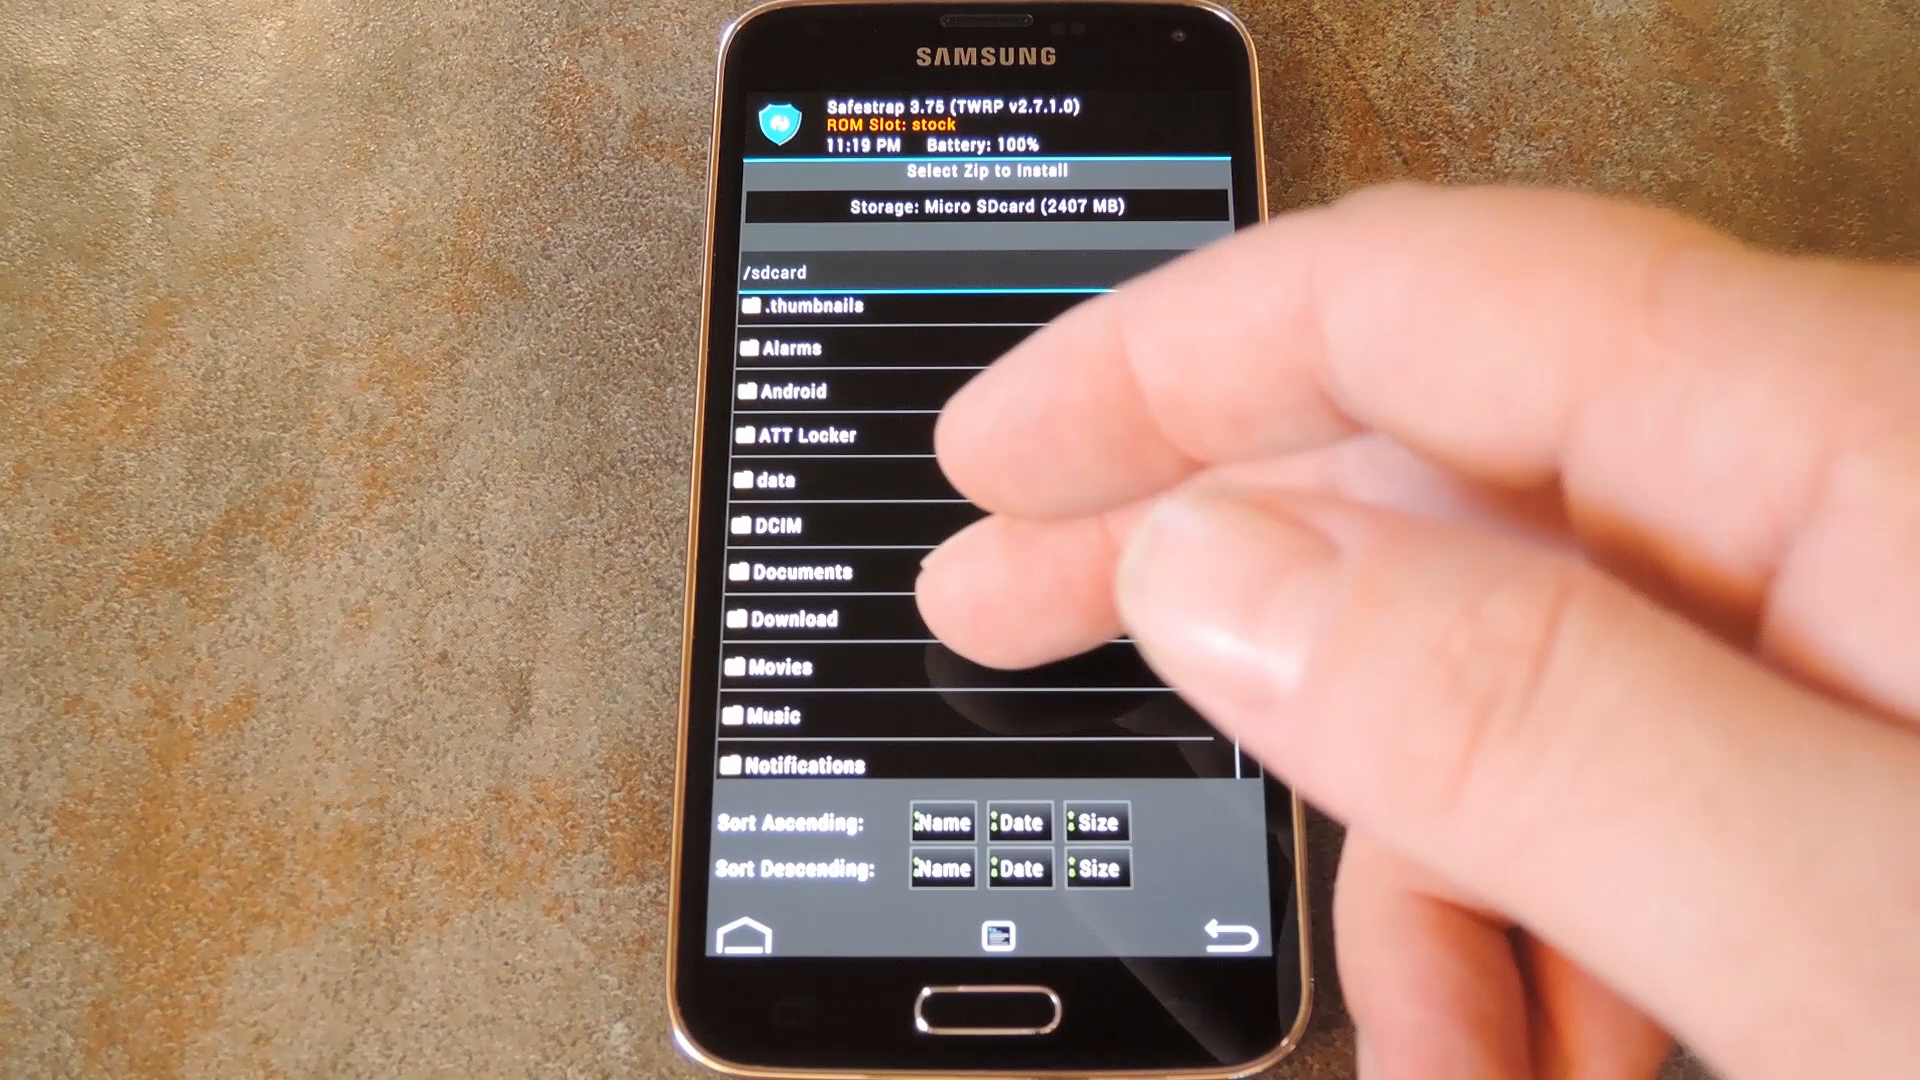 SAMSUNG
Safestrap 3.75 (TWRP v2.7.1.0)
ROM Slot: stock
11:19 PM Battery: 100%
Select Zip to Install
Storage: Micro SDcard (2407 MB)
/sdcard
.thumbnails
Alarms
Android
ATT Locker
data
DCIM
Documents
Download
Movies
Music
Notifications
Sort Ascending: Name Date Size
Sort Descending: Name Date Size